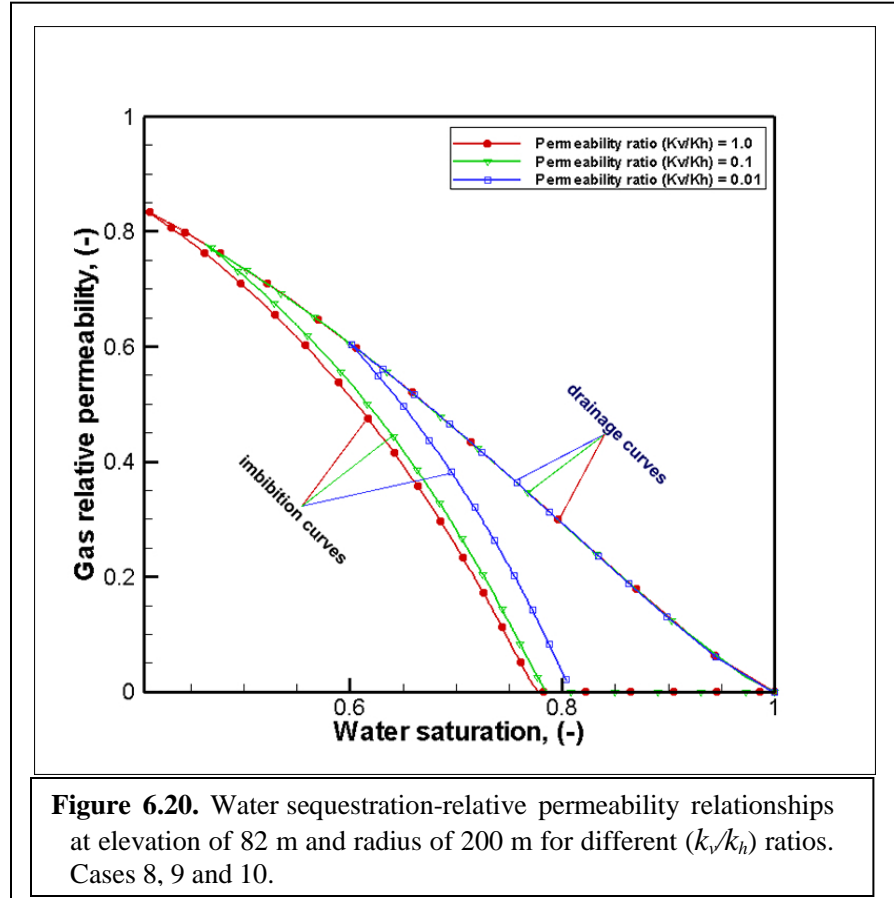 1
0.8
0.6
0.4
0.2
0
0.6
0.8
1
Gas relative permeability, (-)
Water saturation, (-)
Permeability ratio (Kv/Kh) = 1.0
Permeability ratio (Kv/Kh) = 0.1
Permeability ratio (Kv/Kh) = 0.01
drainage curves
imbibition curves
Figure 6.20. Water sequestration-relative permeability relationships
at elevation of 82 m and radius of 200 m for different (kv/kh) ratios.
Cases 8, 9 and 10.